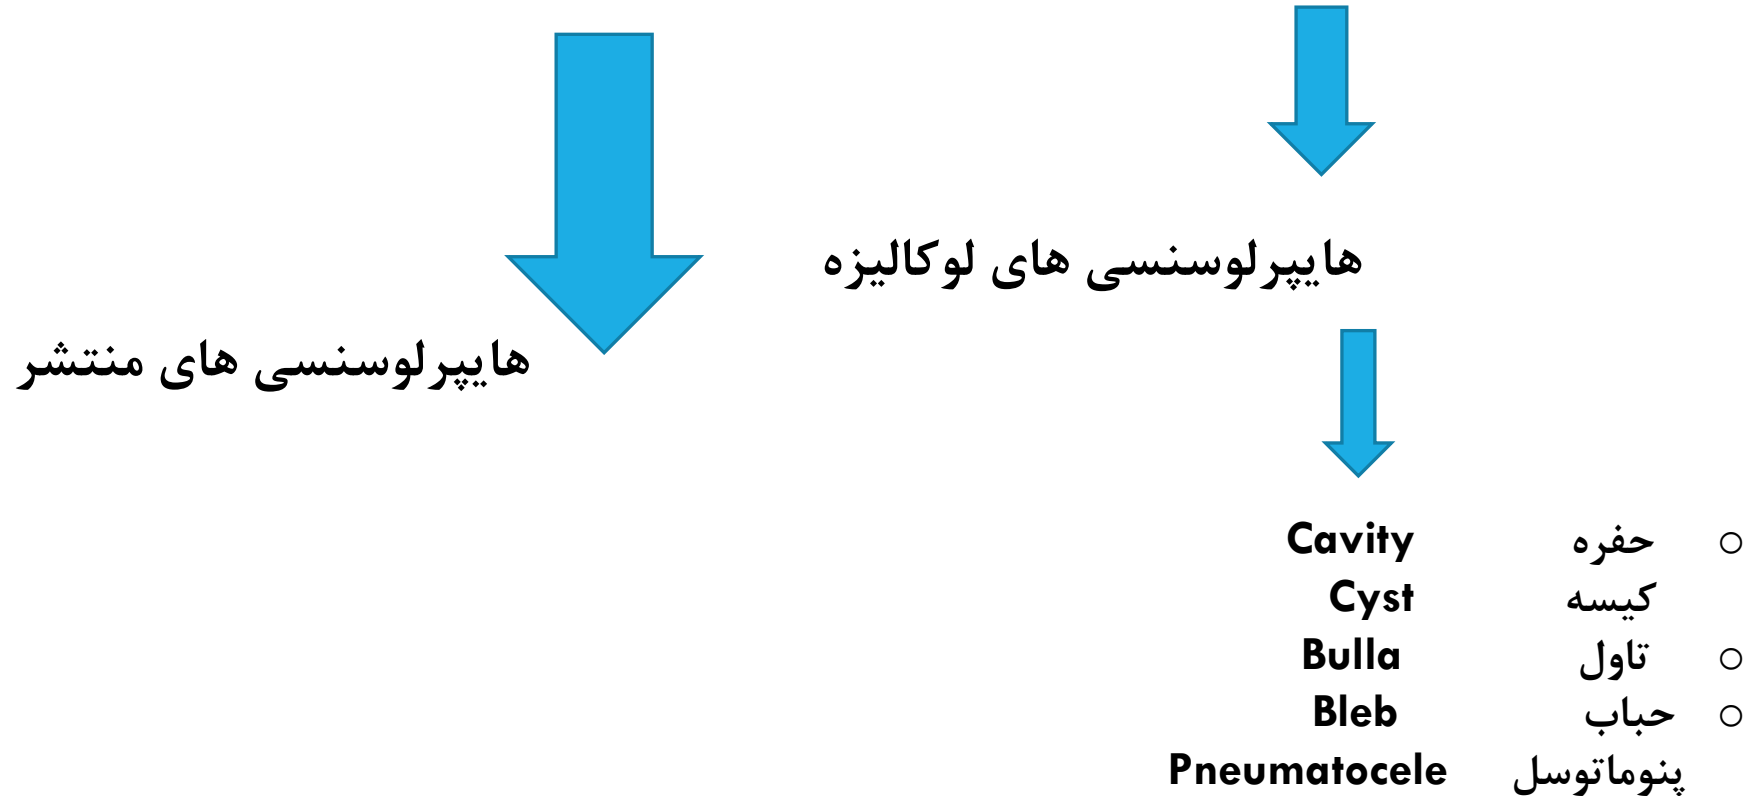 هایپرلوسنسی های لوکالیزه
هایپرلوسنسی های منتشر
○ حفره Cavity
کیسه Cyst
○ تاول Bulla
○ حباب Bleb
پنوماتوسل Pneumatocele